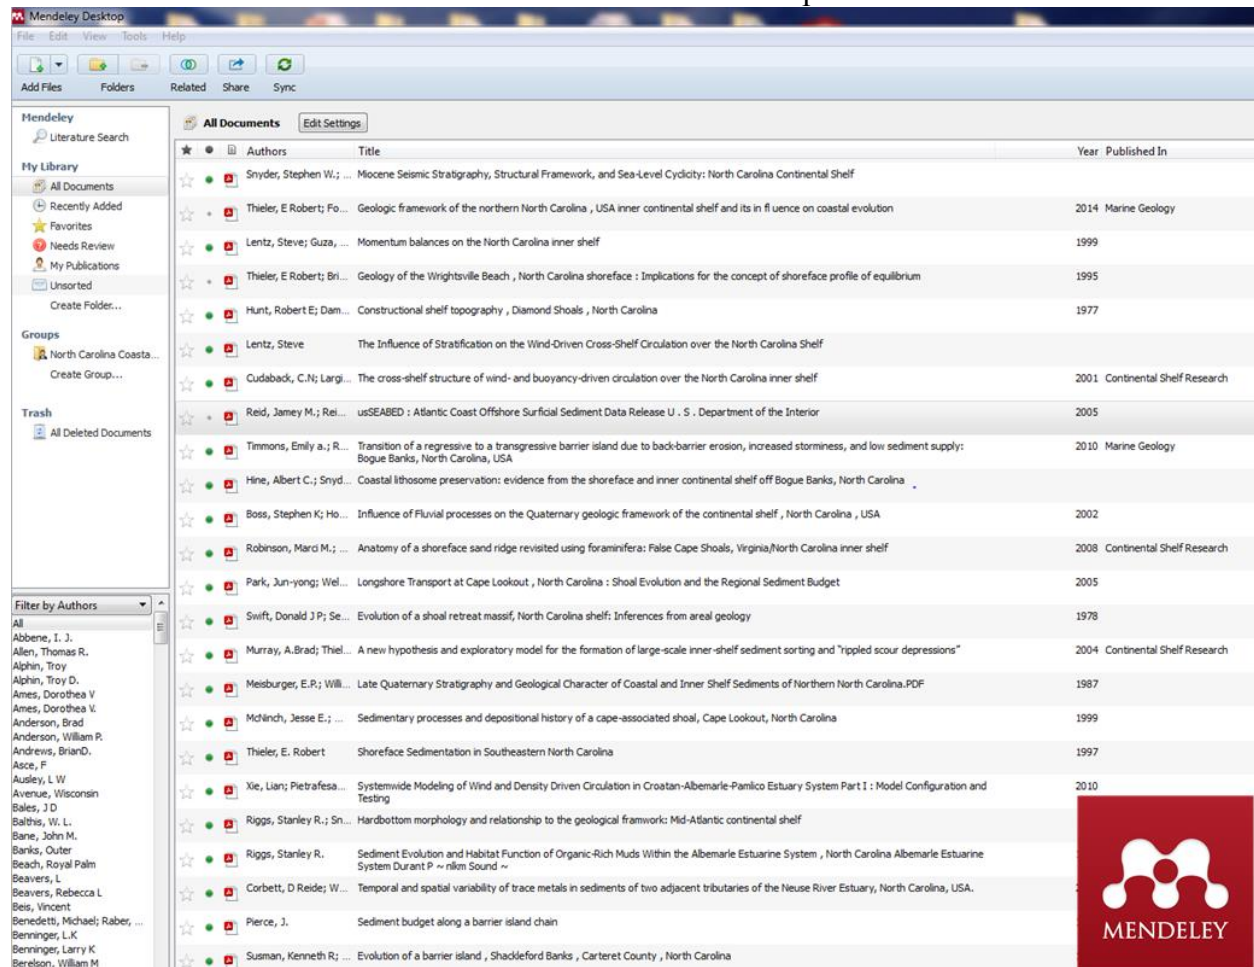 Mendeley Desktop
File Edit View Tools Help
Add Files Folders Related Share Sync
Mendeley
Literature Search
My Library
All Documents
Recently Added
Favorites
Needs Review
My Publications
Unsorted
Create Folder...
Groups
North Carolina Coasta...
Create Group...
Trash
All Deleted Documents
Filter by Authors
All
Abbene, I. J.
Allen, Thomas R.
Alphin, Troy
Alphin, Troy D.
Ames, Dorothea V
Ames, Dorothea V.
Anderson, Brad
Anderson, William P.
Andrews, BrianD.
Asce, F
Ausley, L W
Avenue, Wisconsin
Bales, J D
Balthis, W. L.
Bane, John M.
Banks, Outer
Beach, Royal Palm
Beavers, L
Beavers, Rebecca L
Beis, Vincent
Benedetti, Michael; Raber, ...
Benninger, L.K
Benninger, Larry K
Berelson, William M
All Documents Edit Settings
Authors Title Year Published In
Snyder, Stephen W.; ... Miocene Seismic Stratigraphy, Structural Framework, and Sea-Level Cyclicity: North Carolina Continental Shelf
Thieler, E Robert; Fo... Geologic framework of the northern North Carolina , USA inner continental shelf and its in fl uence on coastal evolution 2014 Marine Geology
Lentz, Steve; Guza, ... Momentum balances on the North Carolina inner shelf 1999
Thieler, E Robert; Bri... Geology of the Wrightsville Beach , North Carolina shoreface : Implications for the concept of shoreface profile of equilibrium 1995
Hunt, Robert E; Dam... Constructional shelf topography , Diamond Shoals , North Carolina 1977
Lentz, Steve The Influence of Stratification on the Wind-Driven Cross-Shelf Circulation over the North Carolina Shelf
Cudaback, C.N; Largi... The cross-shelf structure of wind- and buoyancy-driven circulation over the North Carolina inner shelf 2001 Continental Shelf Research
Reid, Jamey M.; Rei... usSEABED : Atlantic Coast Offshore Surficial Sediment Data Release U . S . Department of the Interior 2005
Timmons, Emily a.; R... Transition of a regressive to a transgressive barrier island due to back-barrier erosion, increased storminess, and low sediment supply: 2010 Marine Geology
Bogue Banks, North Carolina, USA
Hine, Albert C.; Snyd... Coastal lithosome preservation: evidence from the shoreface and inner continental shelf off Bogue Banks, North Carolina
Boss, Stephen K; Ho... Influence of Fluvial processes on the Quaternary geologic framework of the continental shelf , North Carolina , USA 2002
Robinson, Marci M.; ... Anatomy of a shoreface sand ridge revisited using foraminifera: False Cape Shoals, Virginia/North Carolina inner shelf 2008 Continental Shelf Research
Park, Jun-yong; Wel... Longshore Transport at Cape Lookout , North Carolina : Shoal Evolution and the Regional Sediment Budget 2005
Swift, Donald J P; Se... Evolution of a shoal retreat massif, North Carolina shelf: Inferences from areal geology 1978
Murray, A.Brad; Thiel... A new hypothesis and exploratory model for the formation of large-scale inner-shelf sediment sorting and "rippled scour depressions" 2004 Continental Shelf Research
Meisburger, E.P.; Willi... Late Quaternary Stratigraphy and Geological Character of Coastal and Inner Shelf Sediments of Northern North Carolina.PDF 1987
McNinch, Jesse E.; ... Sedimentary processes and depositional history of a cape-associated shoal, Cape Lookout, North Carolina 1999
Thieler, E. Robert Shoreface Sedimentation in Southeastern North Carolina 1997
Xie, Lian; Pietrafesa... Systemwide Modeling of Wind and Density Driven Circulation in Croatan-Albemarle-Pamlico Estuary System Part I : Model Configuration and 2010
Testing
Riggs, Stanley R.; Sn... Hardbottom morphology and relationship to the geological framwork: Mid-Atlantic continental shelf
Riggs, Stanley R. Sediment Evolution and Habitat Function of Organic-Rich Muds Within the Albemarle Estuarine System , North Carolina Albemarle Estuarine
System Durant P ~ nlkm Sound ~
Corbett, D Reide; W... Temporal and spatial variability of trace metals in sediments of two adjacent tributaries of the Neuse River Estuary, North Carolina, USA.
Pierce, J. Sediment budget along a barrier island chain
Susman, Kenneth R; ... Evolution of a barrier island , Shackleford Banks , Carteret County , North Carolina
MENDELEY